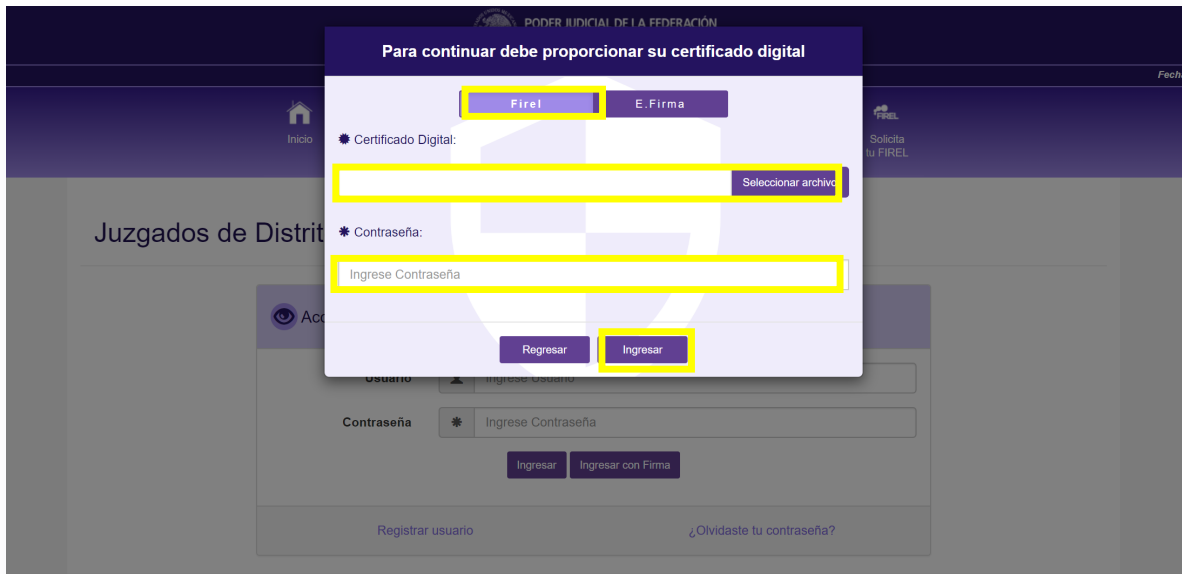 PODER JUDICIAL DE LA FEDERACIÓN
Para continuar debe proporcionar su certificado digital
Firel
E.Firma
Inicio
FIREL
Solicita
tu FIREL
Certificado Digital:
Seleccionar archivo
Juzgados de Distrit
Contraseña:
Ingrese Contraseña
Regresar
Ingresar
Usuario
Ingrese Usuario
Contraseña
Ingrese Contraseña
Ingresar
Ingresar con Firma
Registrar usuario
¿Olvidaste tu contraseña?